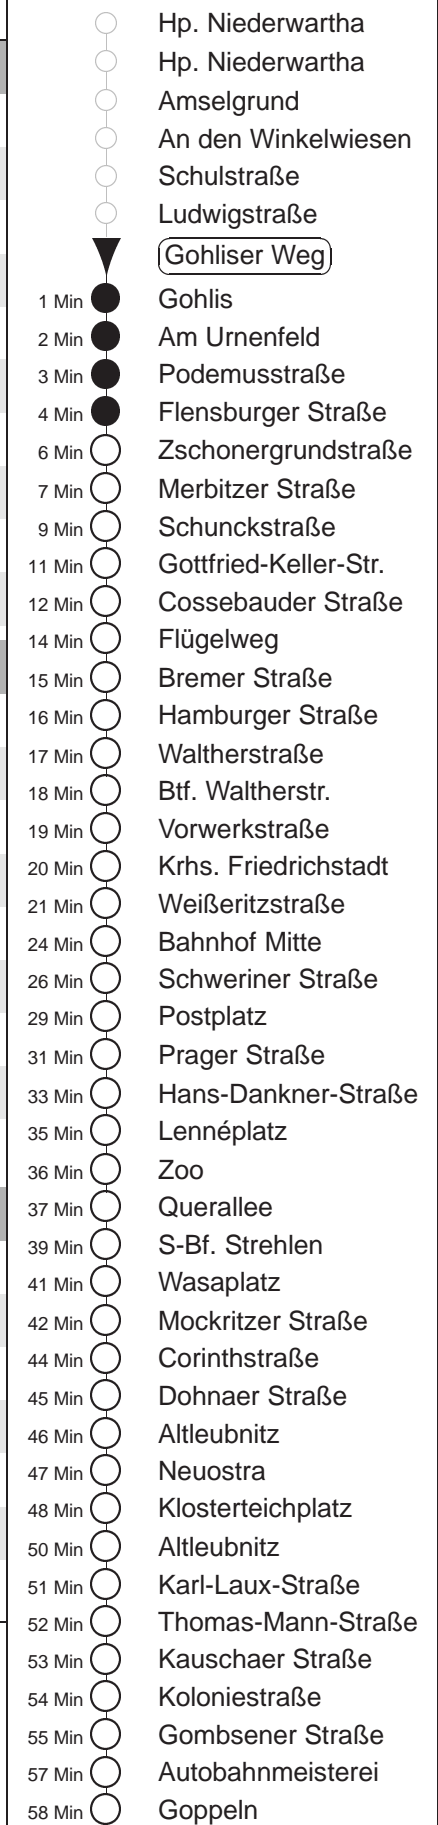 Hp. Niederwartha
Hp. Niederwartha
Amselgrund
An den Winkelwiesen
Schulstraße
Ludwigstraße
Gohliser Weg
1 Min Gohlis
2 Min Am Urnenfeld
3 Min Podemusstraße
4 Min Flensburger Straße
6 Min Zschonergrundstraße
7 Min Merbitzer Straße
9 Min Schunckstraße
11 Min Gottfried-Keller-Str.
12 Min Cossebauder Straße
14 Min Flügelweg
15 Min Bremer Straße
16 Min Hamburger Straße
17 Min Waltherstraße
18 Min Btf. Waltherstr.
19 Min Vorwerkstraße
20 Min Krhs. Friedrichstadt
21 Min Weißeritzstraße
24 Min Bahnhof Mitte
26 Min Schweriner Straße
29 Min Postplatz
31 Min Prager Straße
33 Min Hans-Dankner-Straße
35 Min Lennéplatz
36 Min Zoo
37 Min Querallee
39 Min S-Bf. Strehlen
41 Min Wasaplatz
42 Min Mockritzer Straße
44 Min Corinthstraße
45 Min Dohnaer Straße
46 Min Altleubnitz
47 Min Neuostra
48 Min Klosterteichplatz
50 Min Altleubnitz
51 Min Karl-Laux-Straße
52 Min Thomas-Mann-Straße
53 Min Kauschaer Straße
54 Min Koloniestraße
55 Min Gombsener Straße
57 Min Autobahnmeisterei
58 Min Goppeln